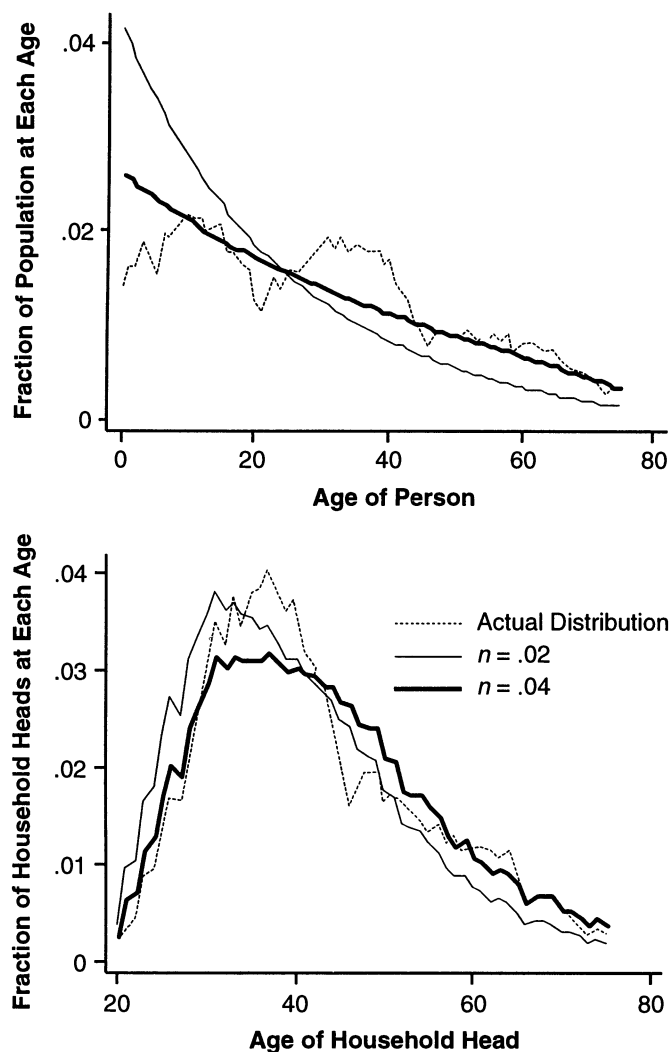 Fraction of Population at Each Age
.04
.02
0
0 20 40 60 80
Age of Person
Fraction of Household Heads at Each Age
.04
.03
.02
.01
0
Actual Distribution
n = .02
n = .04
20 40 60 80
Age of Household Head